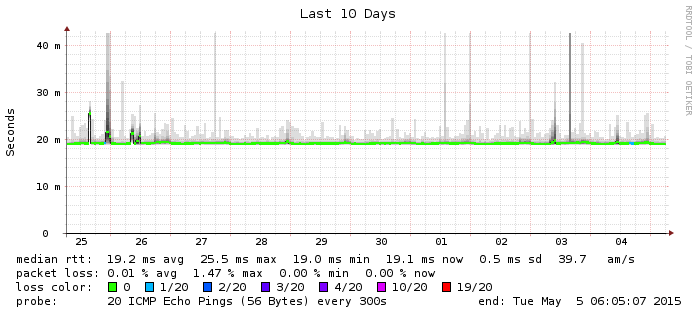 Last 10 Days
RRDTOOL / TOBI OETIKER
Seconds
40 m
30 m
20 m
10 m
0
25 26 27 28 29 30 01 02 03 04
median rtt: 19.2 ms avg 25.5 ms max 19.0 ms min 19.1 ms now 0.5 ms sd 39.7 am/s
packet loss: 0.01 % avg 1.47 % max 0.00 % min 0.00 % now
loss color: 0 1/20 2/20 3/20 4/20 10/20 19/20
probe: 20 ICMP Echo Pings (56 Bytes) every 300s end: Tue May 5 06:05:07 2015